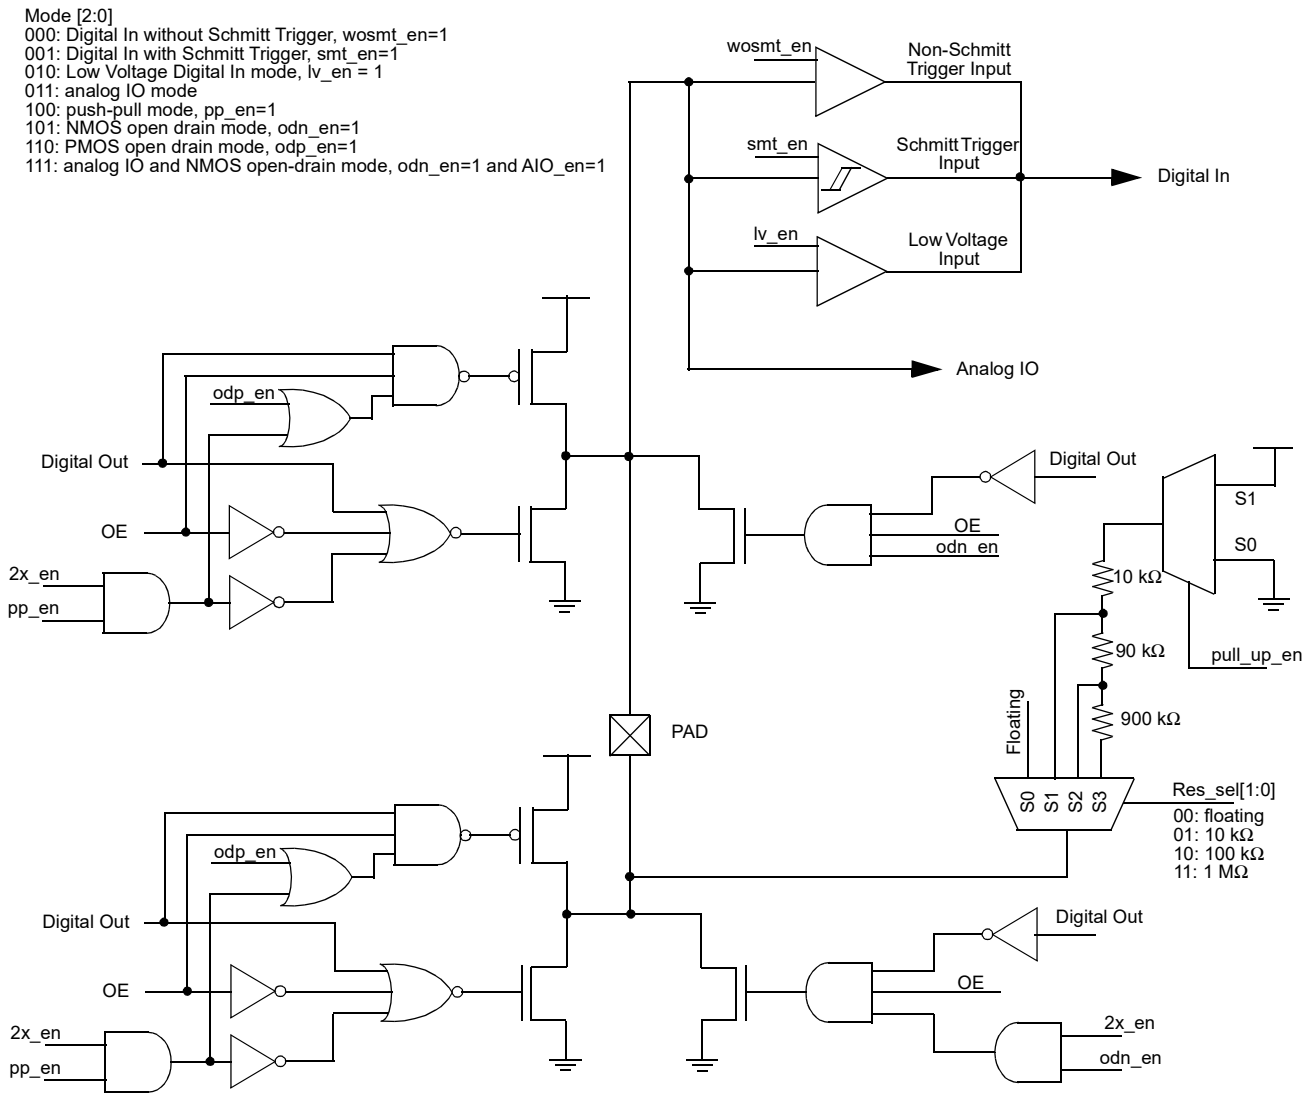 Mode [2:0]
000: Digital In without Schmitt Trigger, wosmt_en=1
001: Digital In with Schmitt Trigger, smt_en=1
010: Low Voltage Digital In mode, lv_en = 1
011: analog IO mode
100: push-pull mode, pp_en=1
101: NMOS open drain mode, odn_en=1
110: PMOS open drain mode, odp_en=1
111: analog IO and NMOS open-drain mode, odn_en=1 and AIO_en=1
wosmt_en
Non-Schmitt
Trigger Input
smt_en
Schmitt Trigger
Input
Digital In
lv_en
Low Voltage
Input
Analog IO
odp_en
Digital Out
OE
2x_en
pp_en
Digital Out
OE
odn_en
S1
S0
10 kΩ
90 kΩ
900 kΩ
pull_up_en
Floating
PAD
S0
S1
S2
S3
Res_sel[1:0]
00: floating
01: 10 kΩ
10: 100 kΩ
11: 1 MΩ
odp_en
Digital Out
OE
2x_en
pp_en
Digital Out
OE
2x_en
odn_en